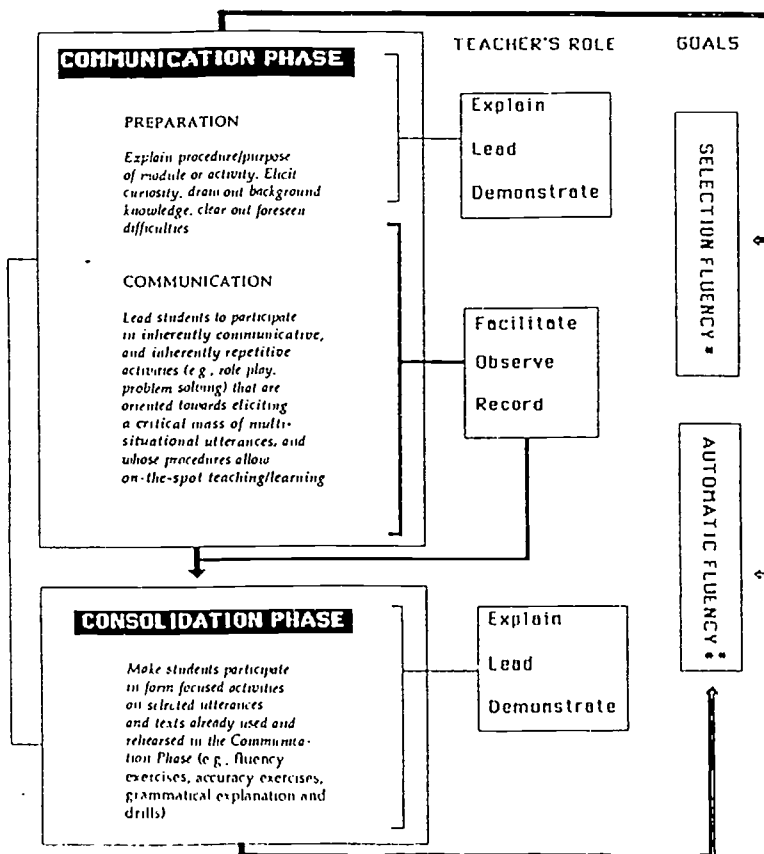 TEACHER'S ROLE
GOALS
COMMUNICATION PHASE
PREPARATION
Explain procedure/purpose
of module or activity. Elicit
curiosity, draw out background
knowledge, clear out foreseen
difficulties
Explain
Lead
Demonstrate
COMMUNICATION
Lead students to participate
in inherently communicative,
and inherently repetitive
activities (e.g., role play,
problem solving) that are
oriented towards eliciting
a critical mass of multi-
situational utterances, and
whose procedures allow
on-the-spot teaching/learning
Facilitate
Observe
Record
SELECTION FLUENCY*
CONSOLIDATION PHASE
Make students participate
in form focused activities
on selected utterances
and texts already used and
rehearsed in the Communica-
tion Phase (e.g., fluency
exercises, accuracy exercises,
grammatical explanation and
drills)
Explain
Lead
Demonstrate
AUTOMATIC FLUENCY**